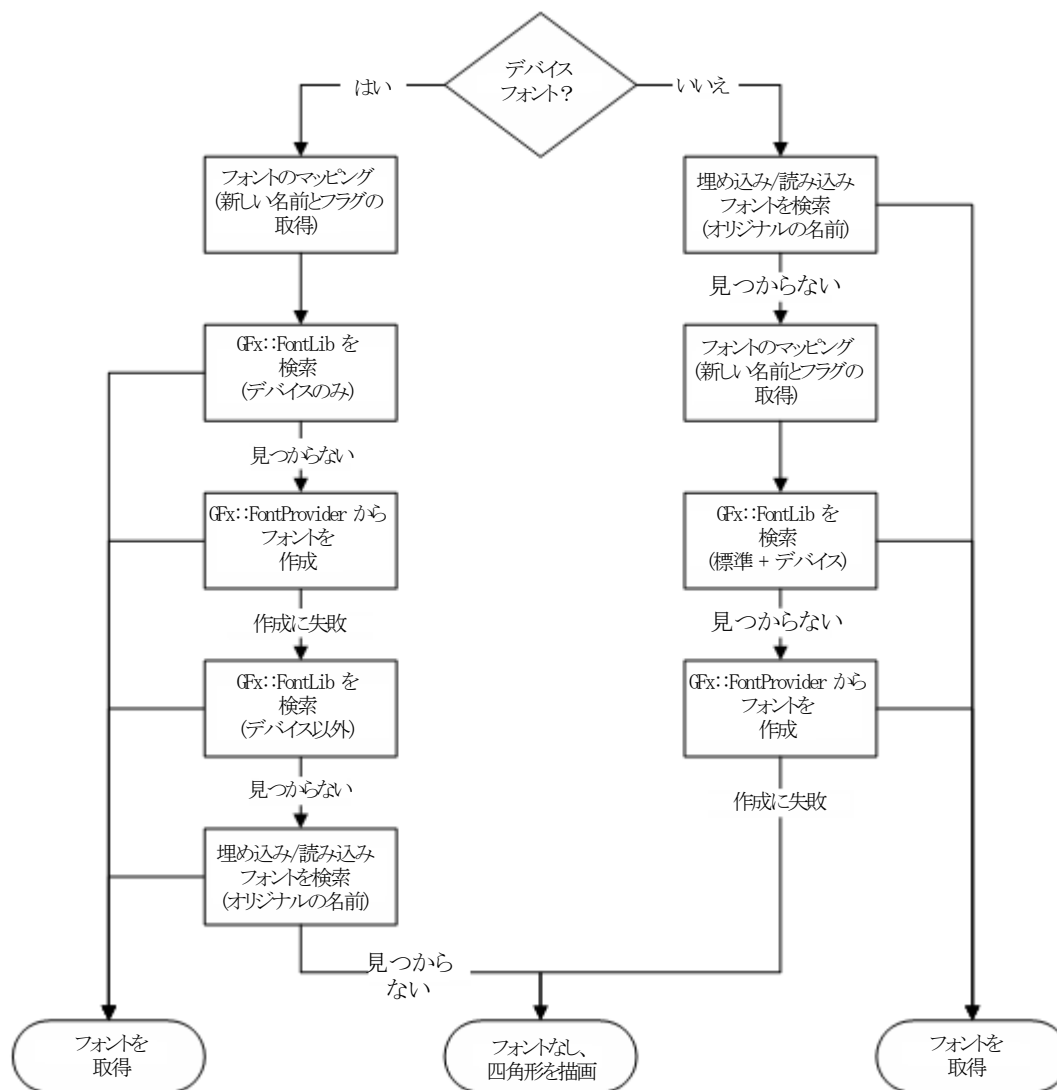 デバイス
フォント?
はい
いいえ
フォントのマッピング
(新しい名前とフラグの
取得)
埋め込み/読み込み
フォントを検索
(オリジナルの名前)
見つからない
GFx::FontLib を
検索
(デバイスのみ)
フォントのマッピング
(新しい名前とフラグの
取得)
見つからない
GFx::FontProvider から
フォントを
作成
GFx::FontLib を
検索
(標準 + デバイス)
作成に失敗
見つからない
GFx::FontLib を
検索
(デバイス以外)
GFx::FontProvider から
フォントを
作成
見つからない
作成に失敗
埋め込み/読み込み
フォントを検索
(オリジナルの名前)
見つから
ない
フォントを
取得
フォントなし、
四角形を描画
フォントを
取得